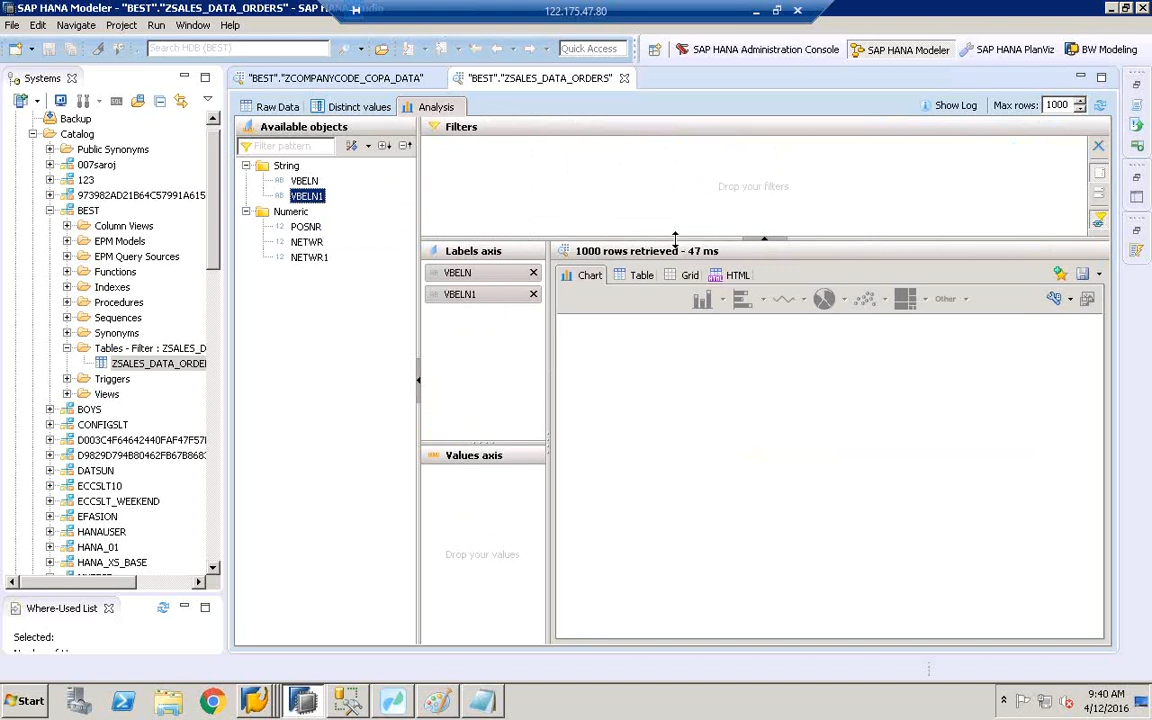 SAP HANA Modeler - "BEST"."ZSALES_DATA_ORDERS" - SAP H
122.175.47.80
File Edit Navigate Project Run Window Help
Search HDB (BEST)
Quick Access
SAP HANA Administration Console
SAP HANA Modeler
SAP HANA PlanViz
BW Modeling
Systems
"BEST"."ZCOMPANYCODE_COPA_DATA"
"BEST"."ZSALES_DATA_ORDERS"
Raw Data
Distinct values
Analysis
Show Log
Max rows: 1000
Backup
Catalog
Public Synonyms
007saroj
123
973982AD21B64C57991A615
BEST
Column Views
EPM Models
EPM Query Sources
Functions
Indexes
Procedures
Sequences
Synonyms
Tables - Filter : ZSALES_D
ZSALES_DATA_ORDE
Triggers
Views
BOYS
CONFIGSLT
D003C4F64642440FAF47F57
D9829D794B80462FB67B868
DATSUN
ECCSLT10
ECCSLT_WEEKEND
EFASION
HANAUSER
HANA_01
HANA_XS_BASE
Available objects
Filter pattern
String
VBELN
VBELN1
Numeric
POSNR
NETWR
NETWR1
Filters
Drop your filters
Labels axis
VBELN
VBELN1
Values axis
Drop your values
1000 rows retrieved - 47 ms
Chart
Table
Grid
HTML
Other
Where-Used List
Selected:
Start
9:40 AM
4/12/2016